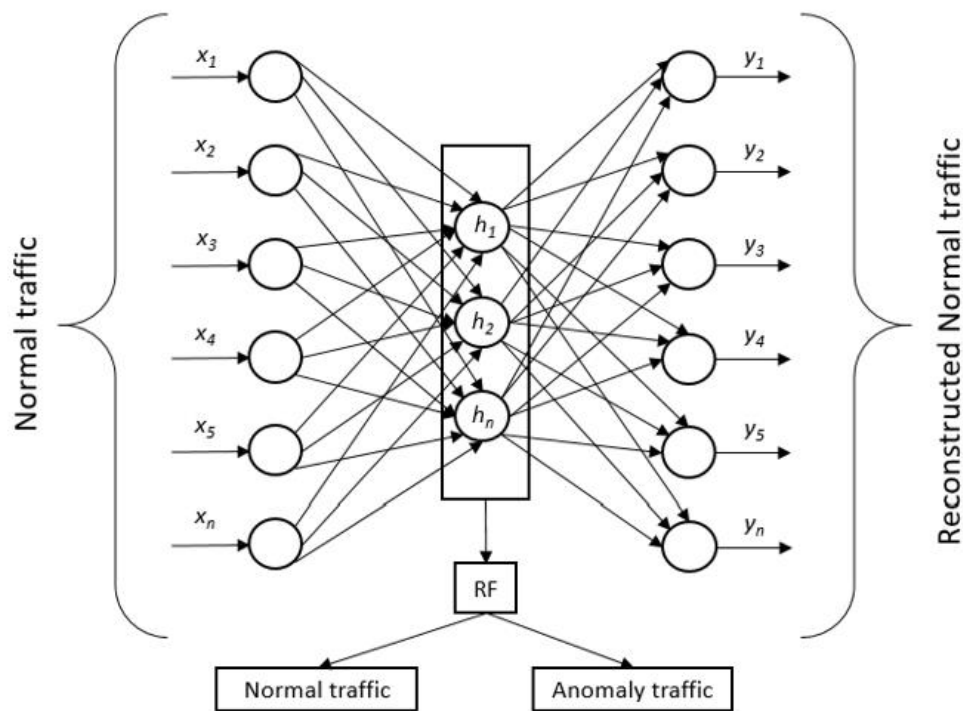 Normal traffic
x1
x2
x3
x4
x5
xn
h1
h2
hn
y1
y2
y3
y4
y5
yn
Reconstructed Normal traffic
RF
Normal traffic
Anomaly traffic